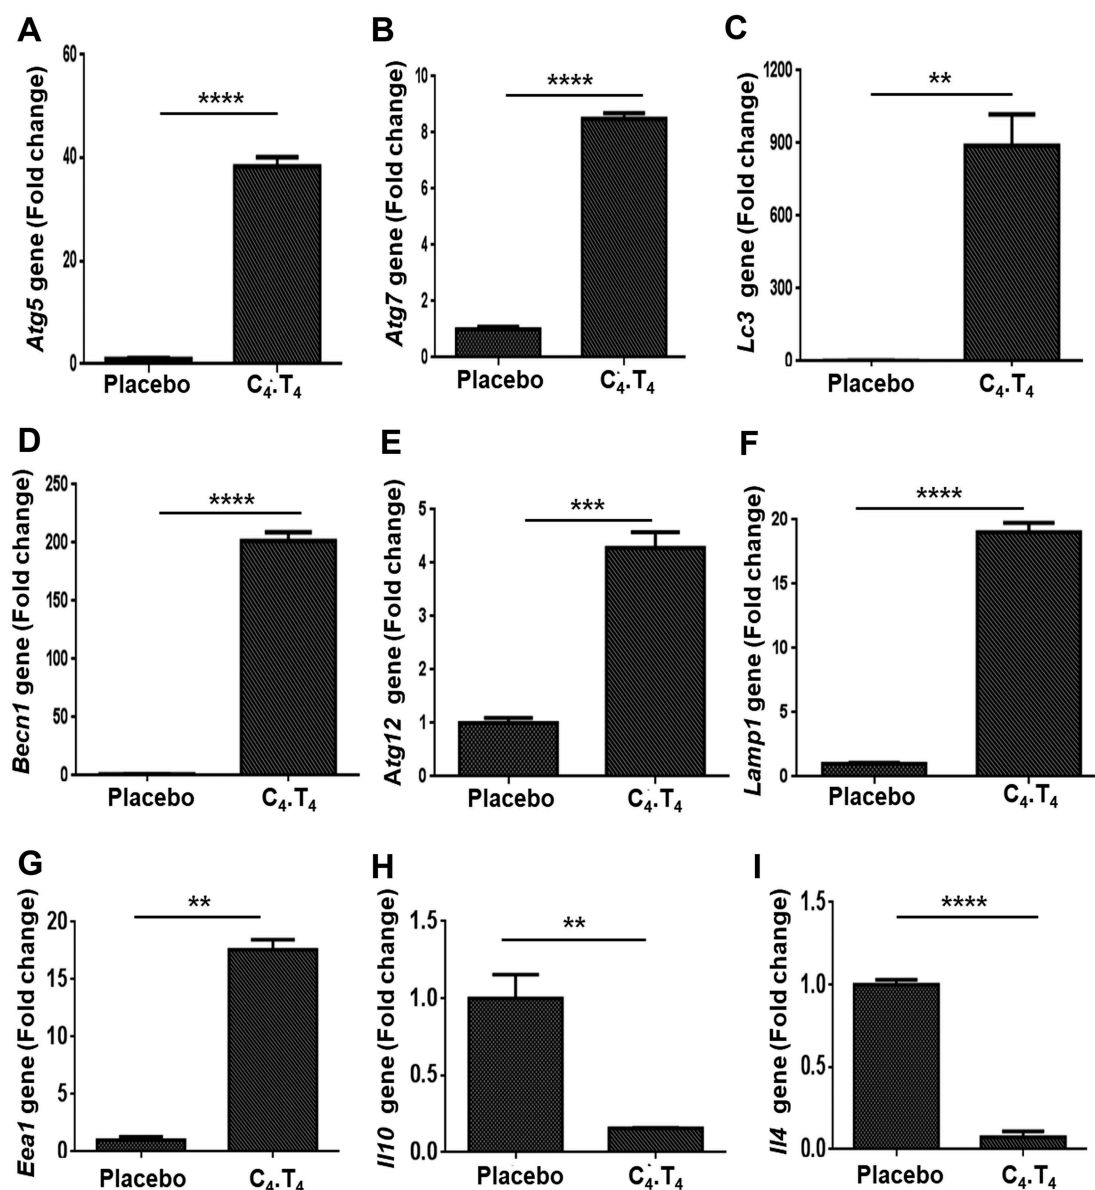 A
Atg5 gene (Fold change)
60
40
20
0
****
Placebo
C₄.T₄
B
Atg7 gene (Fold change)
10
8
6
4
2
0
****
Placebo
C₄.T₄
C
Lc3 gene (Fold change)
1200
900
600
300
0
**
Placebo
C₄.T₄
D
Becn1 gene (Fold change)
250
200
150
100
50
0
****
Placebo
C₄.T₄
E
Atg12 gene (Fold change)
5
4
3
2
1
0
***
Placebo
C₄.T₄
F
Lamp1 gene (Fold change)
20
15
10
5
0
****
Placebo
C₄.T₄
G
Eea1 gene (Fold change)
20
15
10
5
0
**
Placebo
C₄.T₄
H
Il10 gene (Fold change)
1.5
1.0
0.5
0.0
**
Placebo
C₄.T₄
I
Il4 gene (Fold change)
1.5
1.0
0.5
0.0
****
Placebo
C₄.T₄